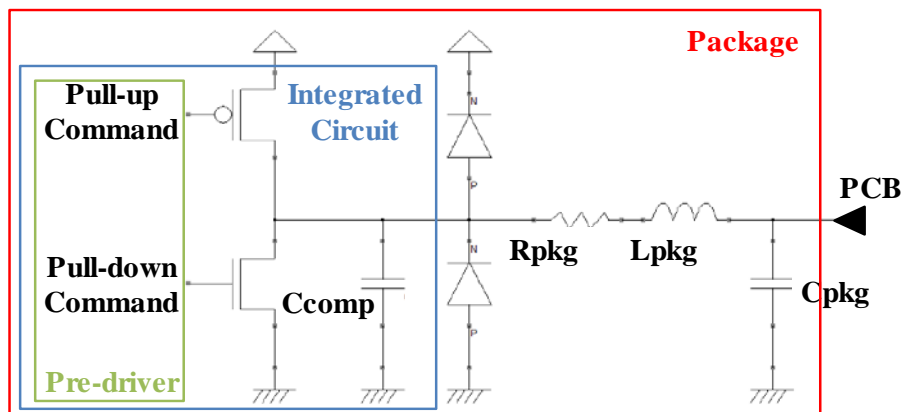 Package
Pull-up
Command
Integrated
Circuit
N
P
PCB
Rpkg
Lpkg
Pull-down
Command
Ccomp
N
P
Cpkg
Pre-driver